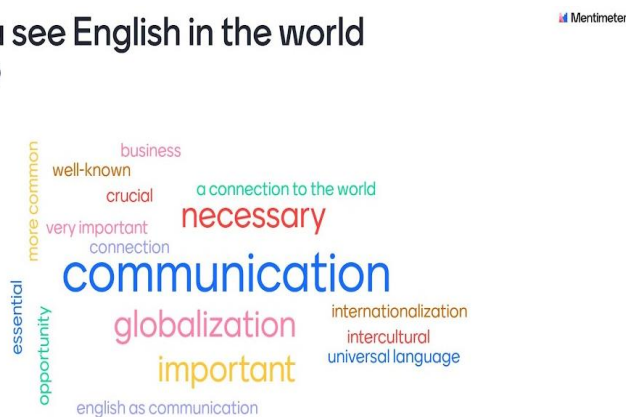 see English in the world
Mentimeter
business
well-known
more common
crucial
a connection to the world
necessary
very important
connection
communication
essential
opportunity
globalization
internationalization
intercultural
universal language
important
english as communication